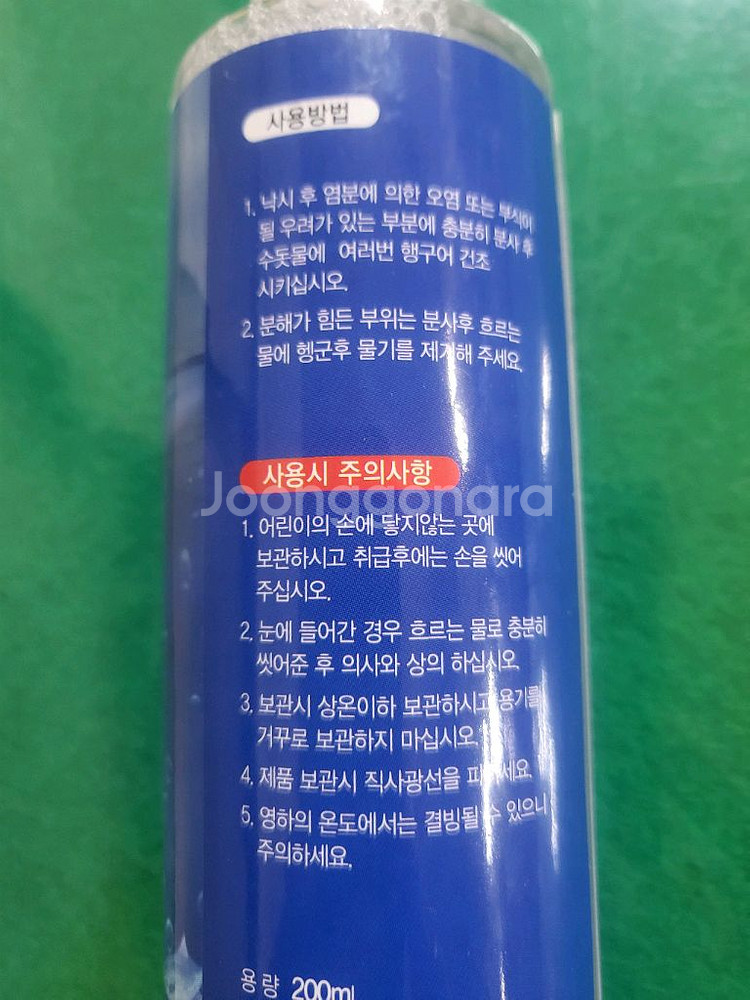 사용방법
1. 낙시 후 염분에 의한 오염 또는 부식이
될 우려가 있는 부분에 충분히 분사 후
수돗물에 여러번 행구어 건조
시키십시오.
2. 분해가 힘든 부위는 분사후 흐르는
물에 헹군후 물기를 제거해 주세요.
사용시 주의사항
Joonggonara
1. 어린이의 손에 닿지않는 곳에
보관하시고 취급후에는 손을 씻어
주십시오.
2. 눈에 들어간 경우 흐르는 물로 충분히
씻어준 후 의사와 상의 하십시오.
3. 보관시 상온이하 보관하시고 용기를
거꾸로 보관하지 마십시오.
4. 제품 보관시 직사광선을
5. 영하의 온도에서는 결빙될 수 있으니
주의하세요.
용량 200ml